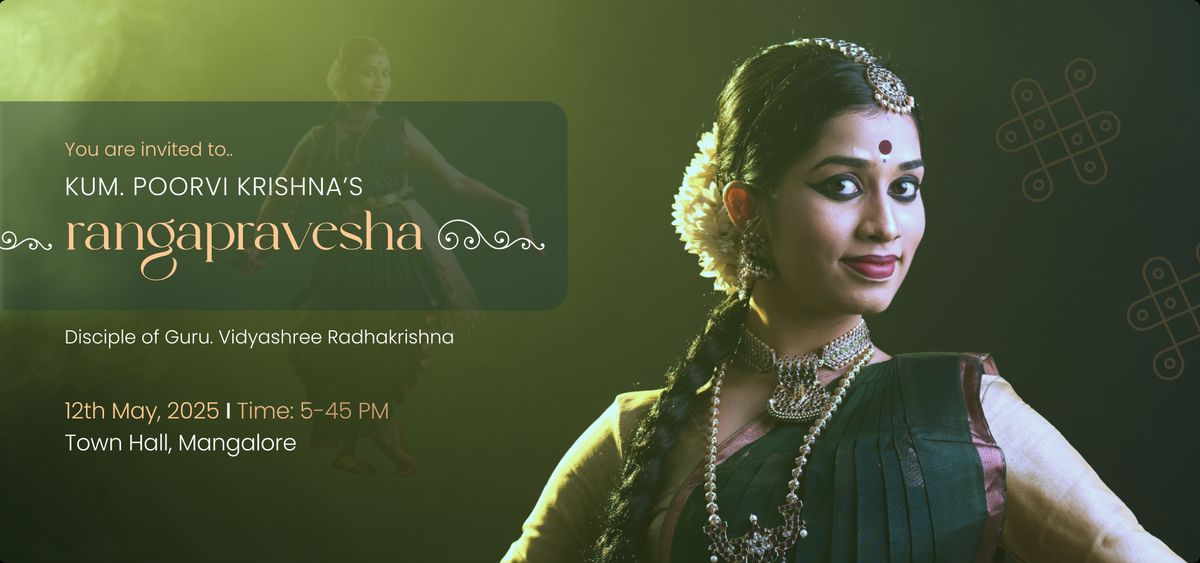 You are invited to..
KUM. POORVI KRISHNA’S
rangapravesha
Disciple of Guru. Vidyashree Radhakrishna
12th May, 2025 I Time: 5-45 PM
Town Hall, Mangalore